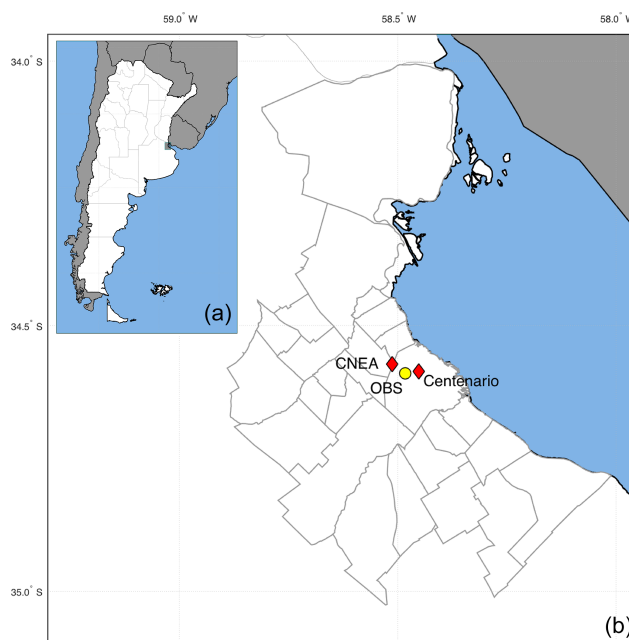 59.0° W
58.5° W
58.0° W
34.0° S
(a)
34.5° S
CNEA
Centenario
OBS
35.0° S
(b)